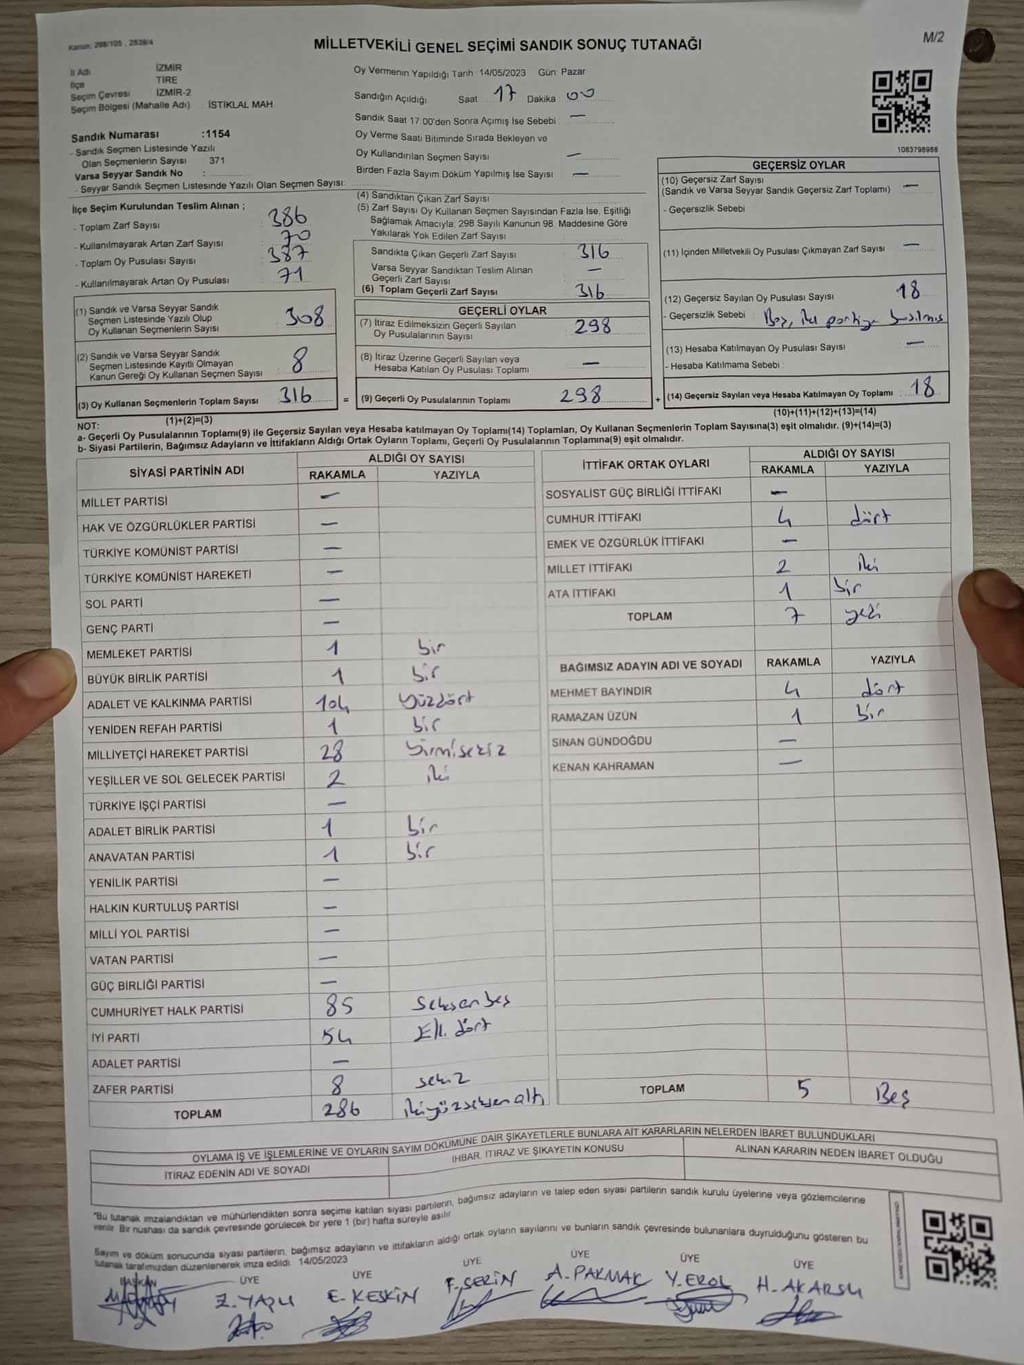 Kanun: 298/105 , 2839/4
MİLLETVEKİLİ GENEL SEÇİMİ SANDIK SONUÇ TUTANAĞI
M/2
İl Adı İZMİR
İlçe TİRE
Seçim Çevresi İZMİR-2
Seçim Bölgesi (Mahalle Adı) : İSTİKLAL MAH.
Sandık Numarası :1154
- Sandık Seçmen Listesinde Yazılı
Olan Seçmenlerin Sayısı 371
Varsa Seyyar Sandık No :
- Seyyar Sandık Seçmen Listesinde Yazılı Olan Seçmen Sayısı:
Oy Vermenin Yapıldığı Tarih 14/05/2023 Gün: Pazar
Sandığın Açıldığı Saat 17 Dakika 00
Sandık Saat 17.00'den Sonra Açımış İse Sebebi —
Oy Verme Saati Bitiminde Sırada Bekleyen ve
Oy Kullandırılan Seçmen Sayısı —
Birden Fazla Sayım Döküm Yapılmış İse Sayısı —
1083798988
İlçe Seçim Kurulundan Teslim Alınan ;
- Toplam Zarf Sayısı 386
- Kullanılmayarak Artan Zarf Sayısı 70
- Toplam Oy Pusulası Sayısı 387
- Kullanılmayarak Artan Oy Pusulası 71
(4) Sandıktan Çıkan Zarf Sayısı
(5) Zarf Sayısı Oy Kullanan Seçmen Sayısından Fazla İse, Eşitliği
Sağlamak Amacıyla, 298 Sayılı Kanunun 98. Maddesine Göre
Yakılarak Yok Edilen Zarf Sayısı
Sandıkta Çıkan Geçerli Zarf Sayısı 316
Varsa Seyyar Sandıktan Teslim Alınan
Geçerli Zarf Sayısı —
(6) Toplam Geçerli Zarf Sayısı 316
GEÇERSİZ OYLAR
(10) Geçersiz Zarf Sayısı —
(Sandık ve Varsa Seyyar Sandık Geçersiz Zarf Toplamı)
- Geçersizlik Sebebi
(11) İçinden Milletvekili Oy Pusulası Çıkmayan Zarf Sayısı —
(12) Geçersiz Sayılan Oy Pusulası Sayısı 18
- Geçersizlik Sebebi : Boş, iki partiye basılmış
(13) Hesaba Katılmayan Oy Pusulası Sayısı —
- Hesaba Katılmama Sebebi
(14) Geçersiz Sayılan veya Hesaba Katılmayan Oy Toplamı 18
(10)+(11)+(12)+(13)=(14)
(1) Sandık ve Varsa Seyyar Sandık
Seçmen Listesinde Yazılı Olup
Oy Kullanan Seçmenlerin Sayısı 308
(2) Sandık ve Varsa Seyyar Sandık
Seçmen Listesinde Kayıtlı Olmayan
Kanun Gereği Oy Kullanan Seçmen Sayısı 8
(3) Oy Kullanan Seçmenlerin Toplam Sayısı 316 =
(1)+(2)=(3)
GEÇERLİ OYLAR
(7) İtiraz Edilmeksizin Geçerli Sayılan
Oy Pusulalarının Sayısı 298
(8) İtiraz Üzerine Geçerli Sayılan veya
Hesaba Katılan Oy Pusulası Toplamı —
(9) Geçerli Oy Pusulalarının Toplamı 298 +
NOT:
a- Geçerli Oy Pusulalarının Toplamı(9) ile Geçersiz Sayılan veya Hesaba katılmayan Oy Toplamı(14) Toplamları, Oy Kullanan Seçmenlerin Toplam Sayısına(3) eşit olmalıdır. (9)+(14)=(3)
b- Siyasi Partilerin, Bağımsız Adayların ve İttifakların Aldığı Ortak Oyların Toplamı, Geçerli Oy Pusulalarının Toplamına(9) eşit olmalıdır.
SİYASİ PARTİNİN ADI ALDIĞI OY SAYISI
RAKAMLA YAZIYLA
MİLLET PARTİSİ —
HAK VE ÖZGÜRLÜKLER PARTİSİ —
TÜRKİYE KOMÜNİST PARTİSİ —
TÜRKİYE KOMÜNİST HAREKETİ —
SOL PARTİ —
GENÇ PARTİ —
MEMLEKET PARTİSİ 1 bir
BÜYÜK BİRLİK PARTİSİ 1 bir
ADALET VE KALKINMA PARTİSİ 104 yüzdört
YENİDEN REFAH PARTİSİ 1 bir
MİLLİYETÇİ HAREKET PARTİSİ 28 yirmisekiz
YEŞİLLER VE SOL GELECEK PARTİSİ 2 iki
TÜRKİYE İŞÇİ PARTİSİ —
ADALET BİRLİK PARTİSİ 1 bir
ANAVATAN PARTİSİ 1 bir
YENİLİK PARTİSİ —
HALKIN KURTULUŞ PARTİSİ —
MİLLİ YOL PARTİSİ —
VATAN PARTİSİ —
GÜÇ BİRLİĞİ PARTİSİ —
CUMHURİYET HALK PARTİSİ 85 seksenbeş
İYİ PARTİ 54 Elli dört
ADALET PARTİSİ —
ZAFER PARTİSİ 8 sekiz
TOPLAM 286 ikiyüzseksenaltı
İTTİFAK ORTAK OYLARI ALDIĞI OY SAYISI
RAKAMLA YAZIYLA
SOSYALİST GÜÇ BİRLİĞİ İTTİFAKI —
CUMHUR İTTİFAKI 4 dört
EMEK VE ÖZGÜRLÜK İTTİFAKI —
MİLLET İTTİFAKI 2 iki
ATA İTTİFAKI 1 bir
TOPLAM 7 yedi
BAĞIMSIZ ADAYIN ADI VE SOYADI RAKAMLA YAZIYLA
MEHMET BAYINDIR 4 dört
RAMAZAN ÜZÜN 1 bir
SİNAN GÜNDOĞDU —
KENAN KAHRAMAN —
TOPLAM 5 Beş
OYLAMA İŞ VE İŞLEMLERİNE VE OYLARIN SAYIM DÖKÜMÜNE DAİR ŞİKAYETLERLE BUNLARA AİT KARARLARIN NELERDEN İBARET BULUNDUKLARI
İTİRAZ EDENİN ADI VE SOYADI İHBAR, İTİRAZ VE ŞİKAYETİN KONUSU ALINAN KARARIN NEDEN İBARET OLDUĞU
"Bu tutanak imzalandıktan ve mühürlendikten sonra seçime katılan siyasi partilerin, bağımsız adayların ve talep eden siyasi partilerin sandık kurulu üyelerine veya gözlemcilerine
verilir. Bir nüshası da sandık çevresinde görülecek bir yere 1 (bir) hafta süreyle asılır
Sayım ve döküm sonucunda siyasi partilerin, bağımsız adayların ve ittifakların aldığı ortak oyların sayılarını ve bunların sandık çevresinde bulunanlara duyrulduğunu gösteren bu
tutanak tarafımızdan düzenlenerek imza edildi. 14/05/2023
BAŞKAN ÜYE ÜYE ÜYE ÜYE ÜYE ÜYE
Z. YAŞLI E. KESKİN F. SERİN A. PARMAK Y. EROL H. AKARSU